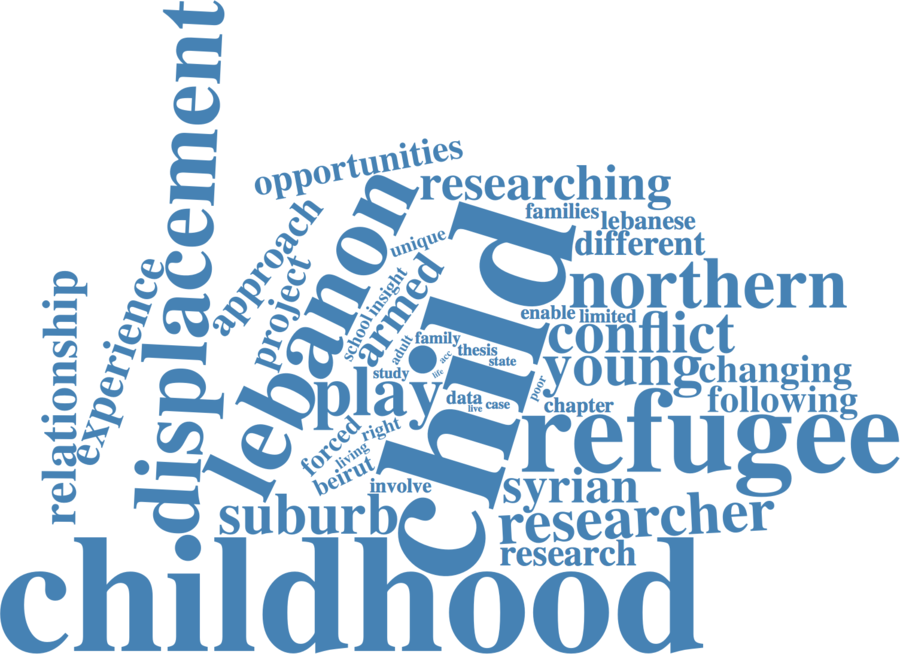 displacement
opportunities
researching
lebanon
child
families
lebanese
different
unique
approach
northern
project
armed
insight
school
enable
limited
relationship
experience
conflict
adult
family
acc
thesis
state
young
changing
study
life
play
poor
following
data
live
case
chapter
refugee
forced
right
living
beirut
involve
syrian
suburb
researcher
research
childhood